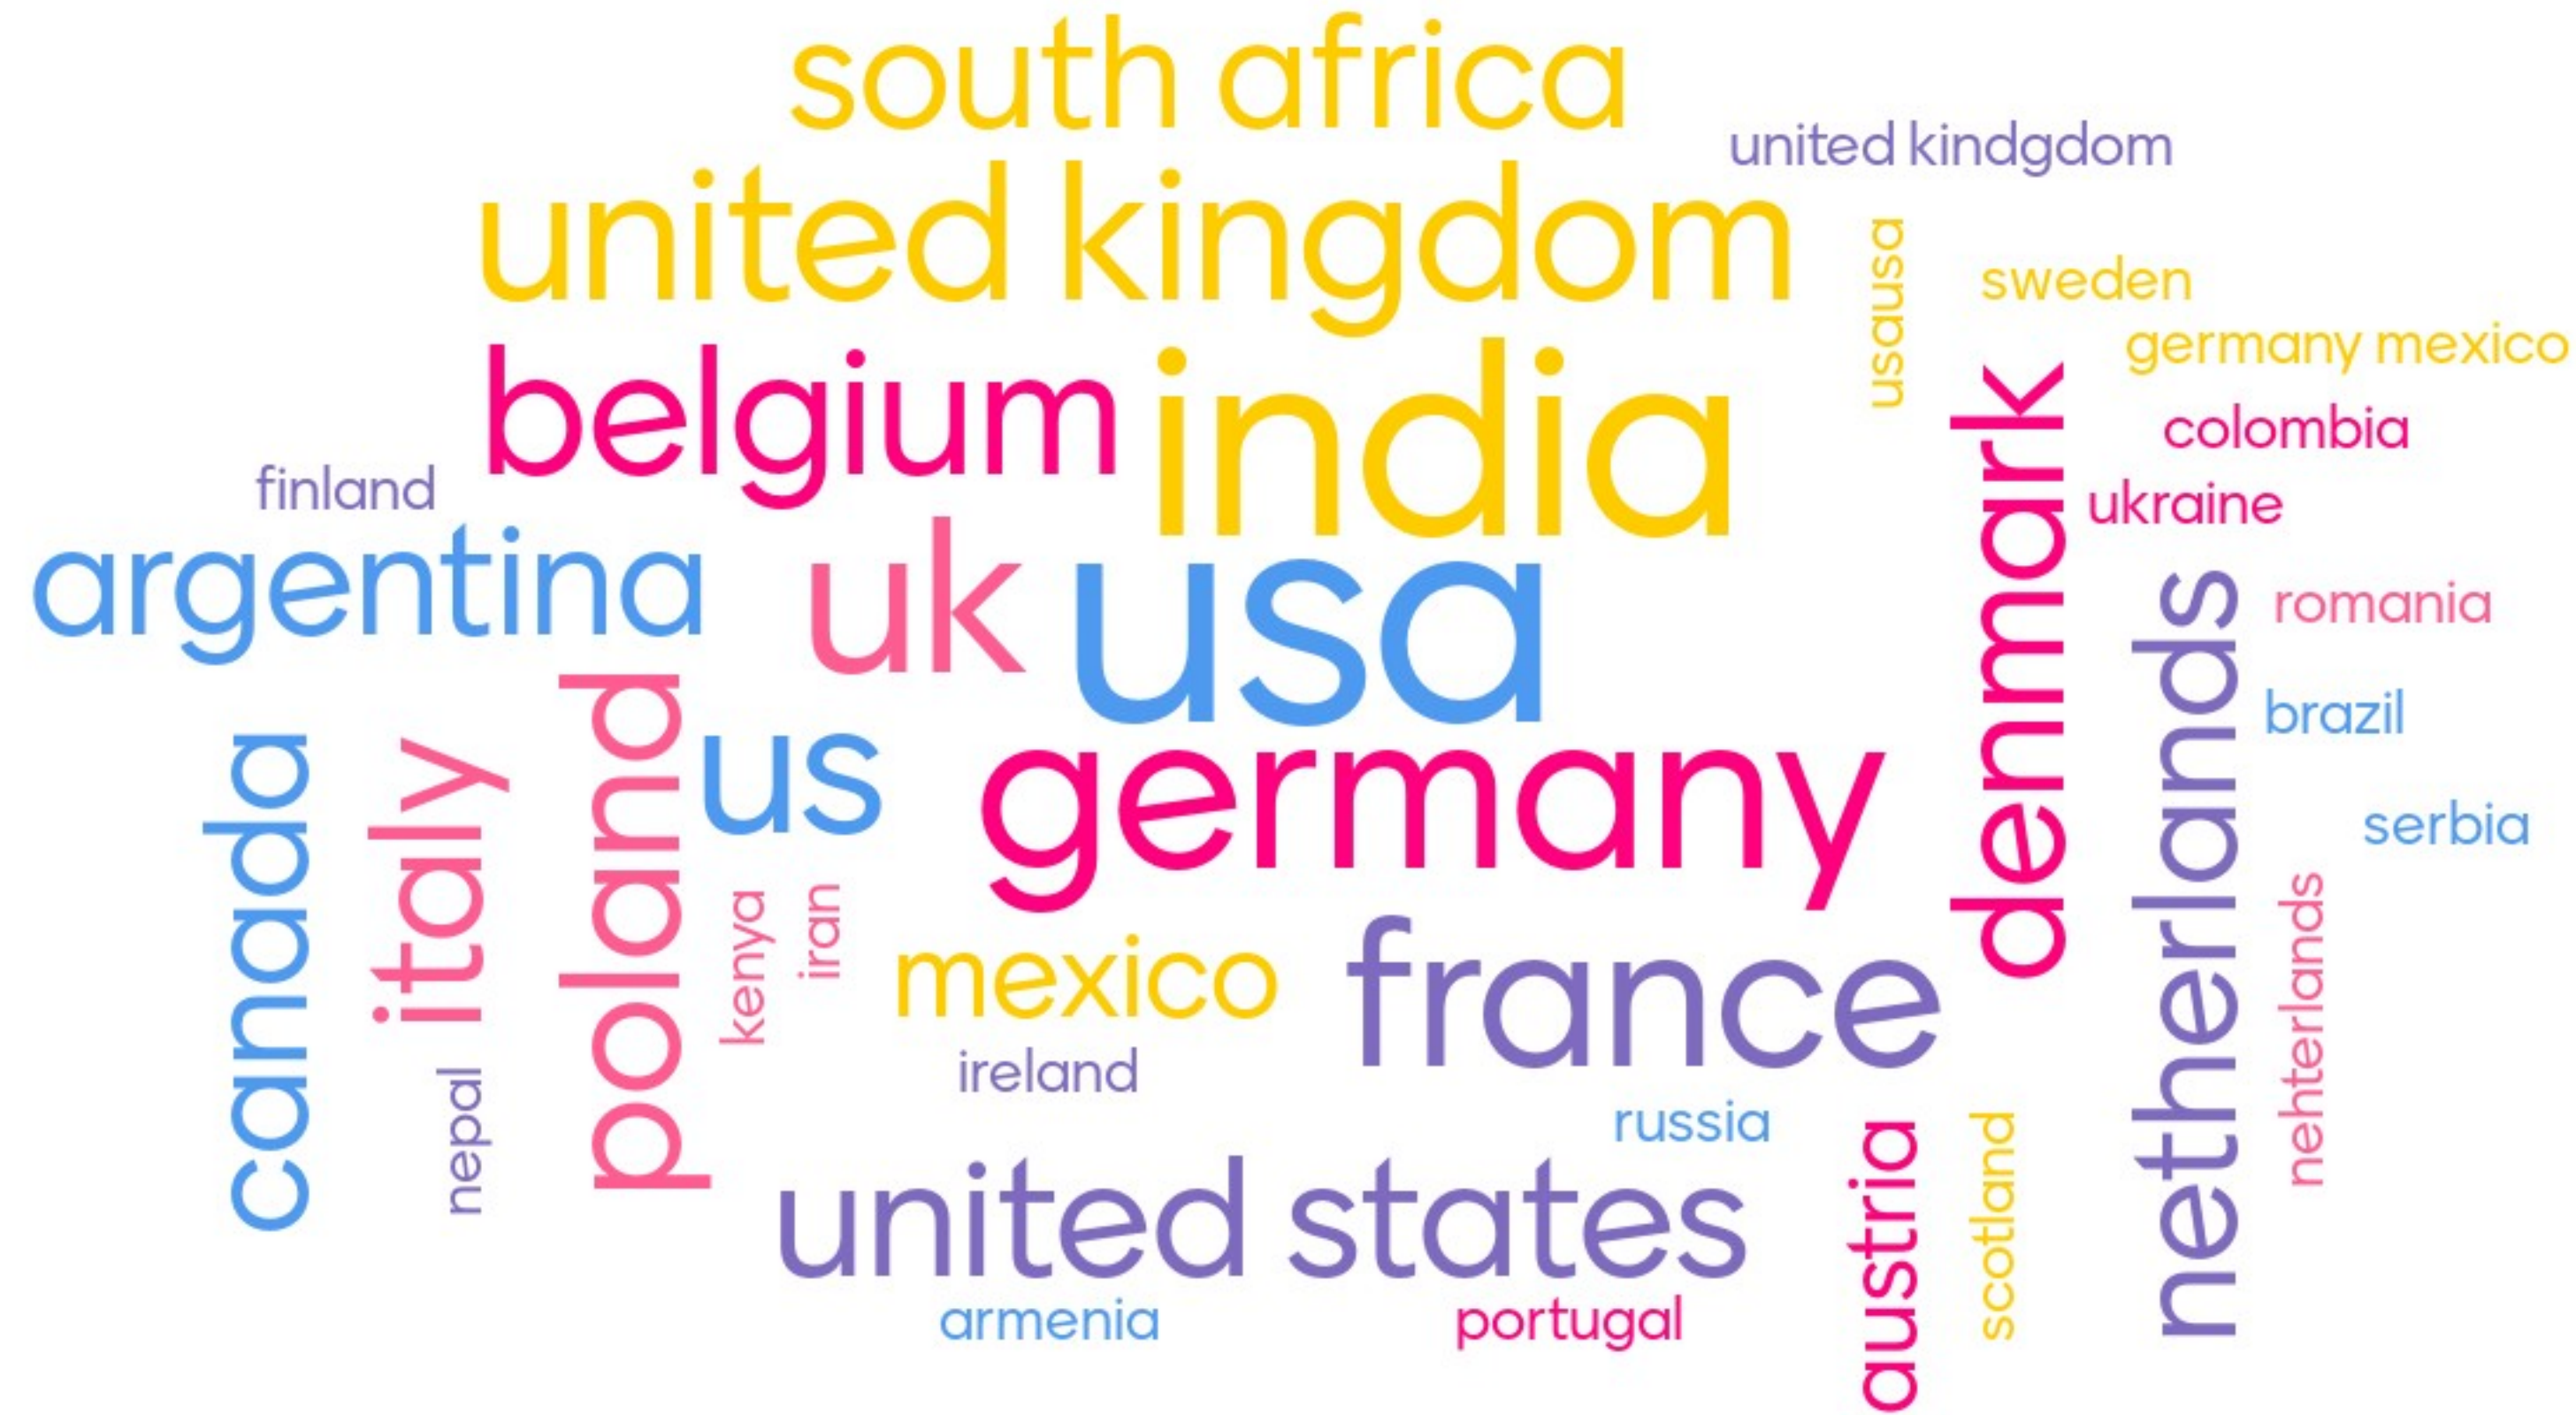 south africa
united kindgdom
united kingdom
usausa
sweden
germany mexico
belgium
india
denmark
colombia
finland
ukraine
argentina
uk
usa
netherlands
romania
poland
brazil
canada
italy
us
germany
serbia
nehterlands
kenya
iran
mexico
france
ireland
nepal
russia
austria
scotland
united states
armenia
portugal